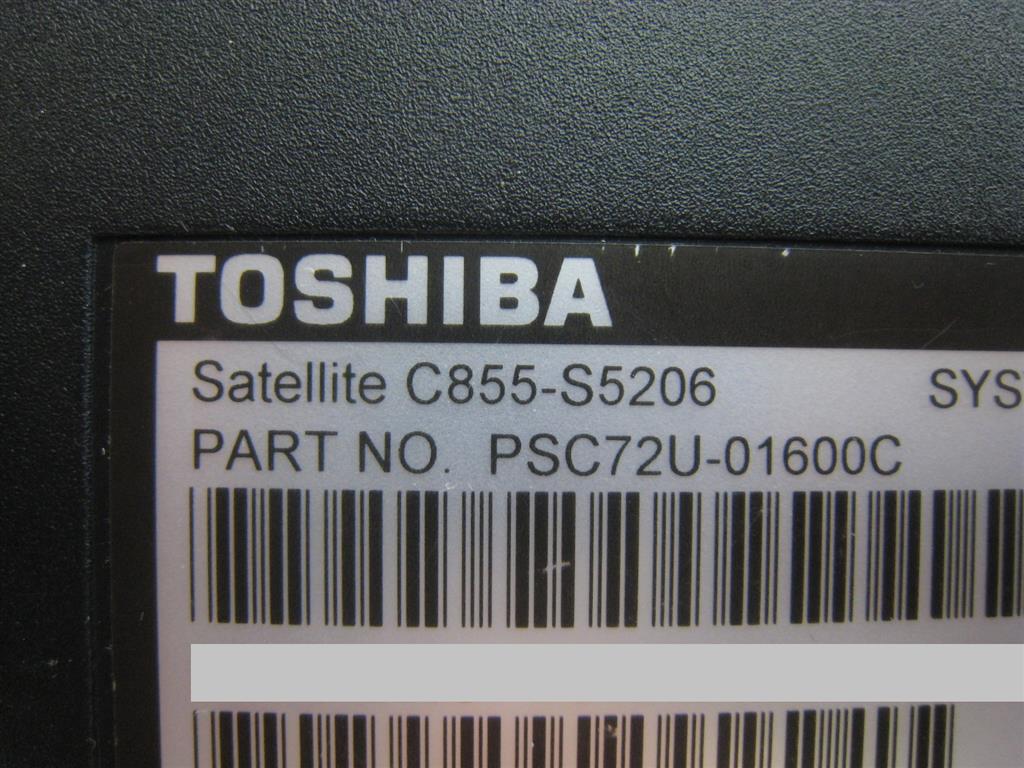 TOSHIBA
Satellite C855-S5206 SYS
PART NO. PSC72U-01600C